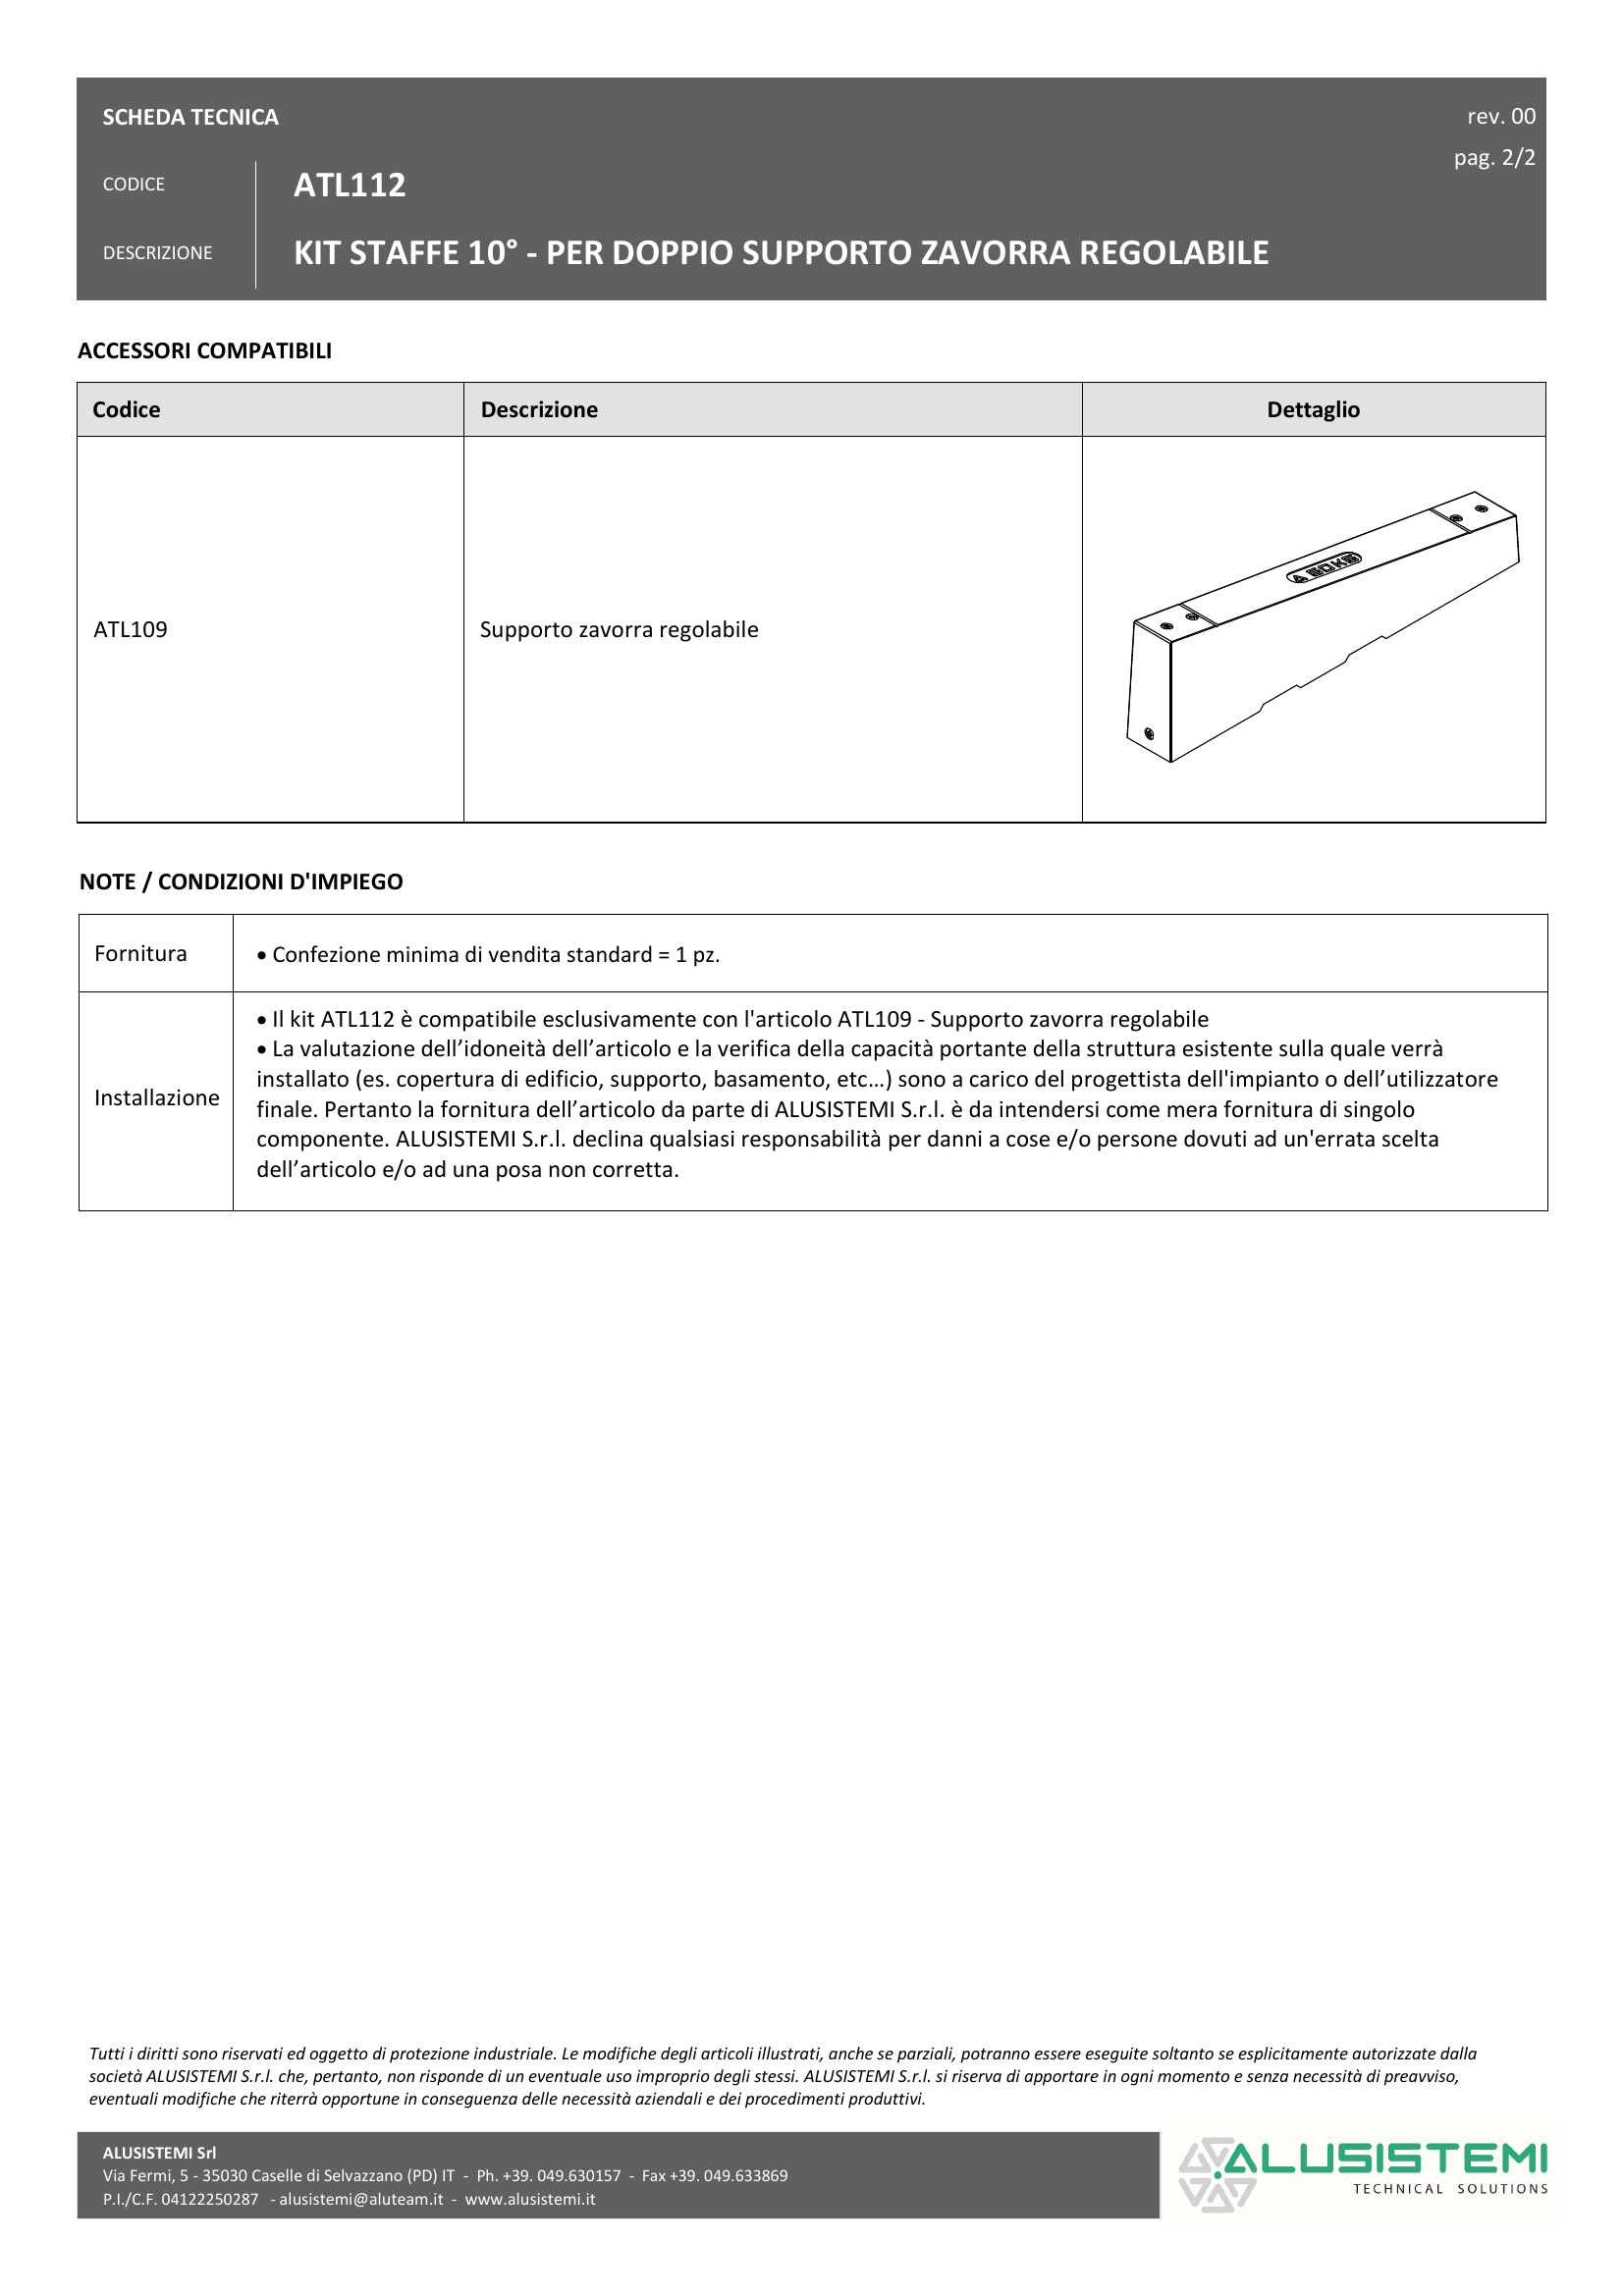 SCHEDA TECNICA
rev. 00
pag. 2/2
CODICE
ATL112
DESCRIZIONE
KIT STAFFE 10° - PER DOPPIO SUPPORTO ZAVORRA REGOLABILE
ACCESSORI COMPATIBILI
Codice
Descrizione
Dettaglio
ATL109
Supporto zavorra regolabile
NOTE / CONDIZIONI D'IMPIEGO
Fornitura
• Confezione minima di vendita standard = 1 pz.
Installazione
• Il kit ATL112 è compatibile esclusivamente con l'articolo ATL109 - Supporto zavorra regolabile
• La valutazione dell’idoneità dell’articolo e la verifica della capacità portante della struttura esistente sulla quale verrà
installato (es. copertura di edificio, supporto, basamento, etc…) sono a carico del progettista dell'impianto o dell’utilizzatore
finale. Pertanto la fornitura dell’articolo da parte di ALUSISTEMI S.r.l. è da intendersi come mera fornitura di singolo
componente. ALUSISTEMI S.r.l. declina qualsiasi responsabilità per danni a cose e/o persone dovuti ad un'errata scelta
dell’articolo e/o ad una posa non corretta.
Tutti i diritti sono riservati ed oggetto di protezione industriale. Le modifiche degli articoli illustrati, anche se parziali, potranno essere eseguite soltanto se esplicitamente autorizzate dalla
società ALUSISTEMI S.r.l. che, pertanto, non risponde di un eventuale uso improprio degli stessi. ALUSISTEMI S.r.l. si riserva di apportare in ogni momento e senza necessità di preavviso,
eventuali modifiche che riterrà opportune in conseguenza delle necessità aziendali e dei procedimenti produttivi.
ALUSISTEMI Srl
Via Fermi, 5 - 35030 Caselle di Selvazzano (PD) IT - Ph. +39. 049.630157 - Fax +39. 049.633869
P.I./C.F. 04122250287 - alusistemi@aluteam.it - www.alusistemi.it
ALUSISTEMI
TECHNICAL SOLUTIONS